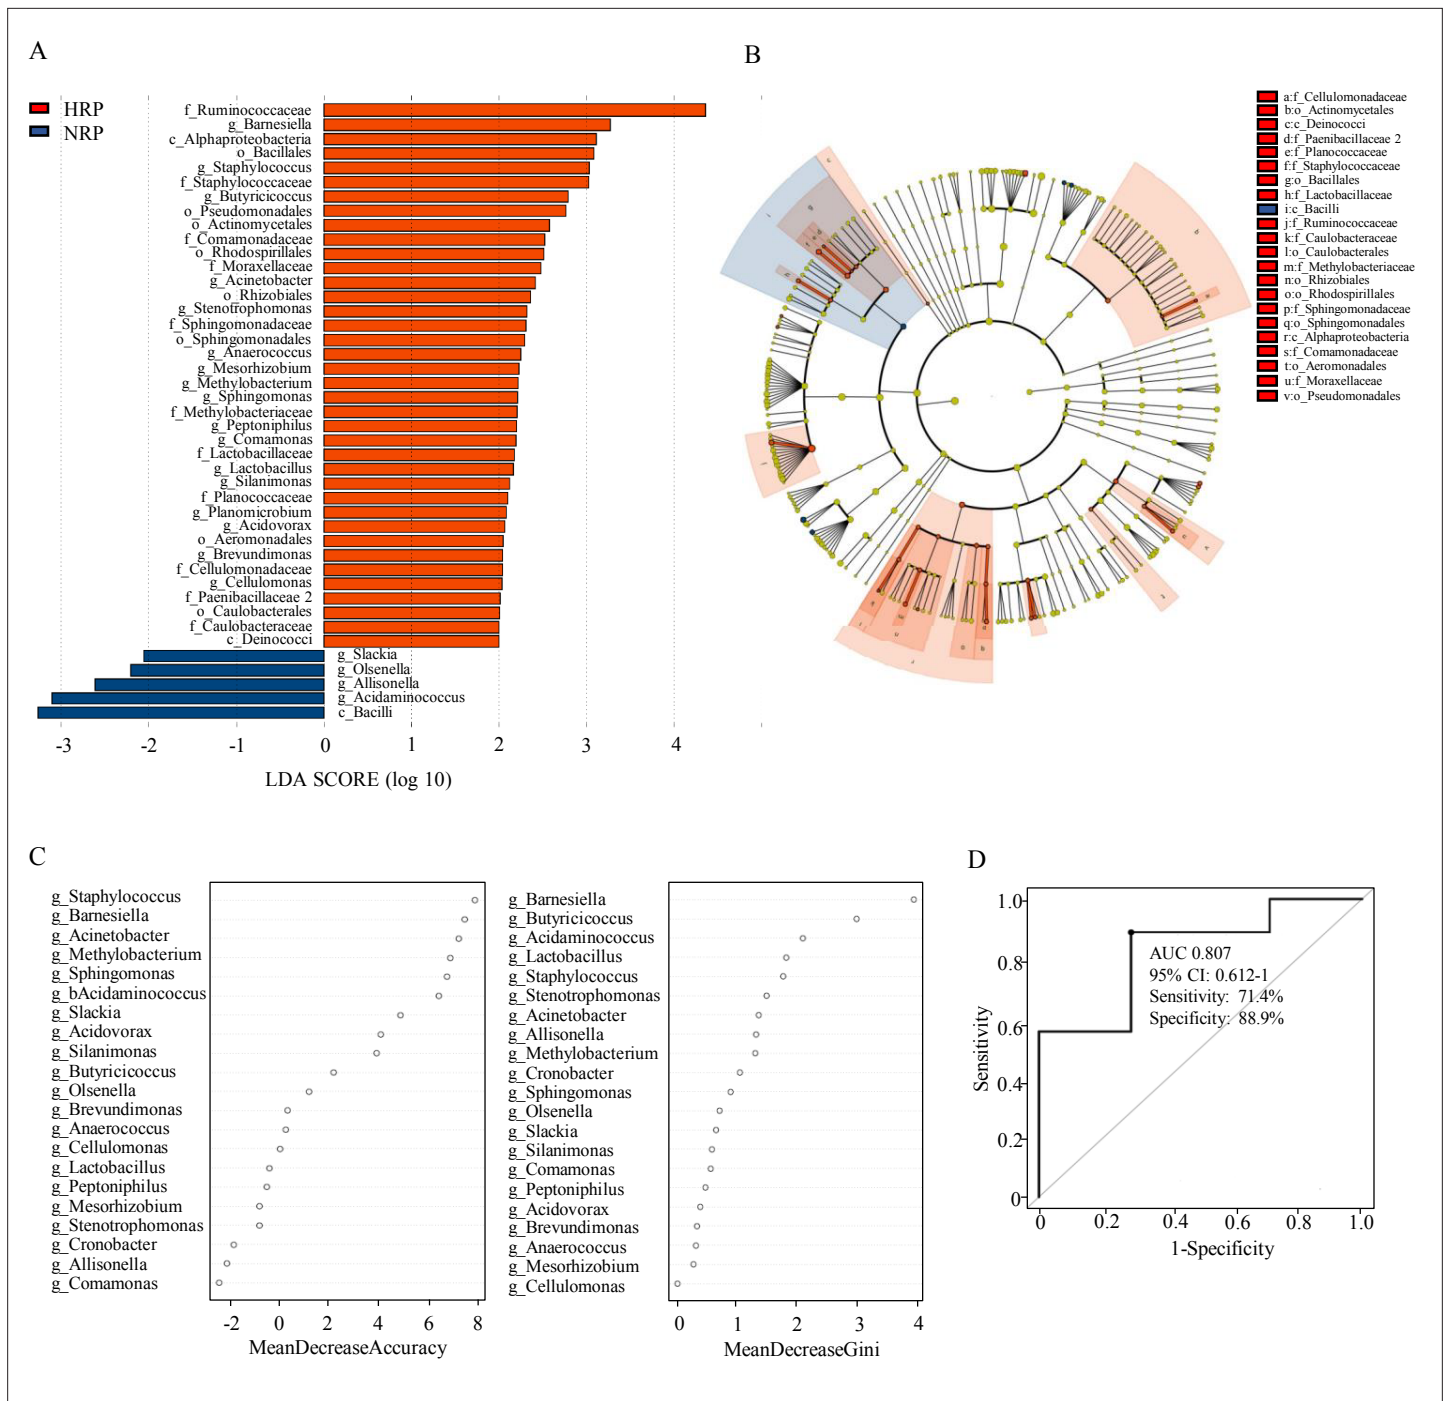 A
HRP
NRP
f_Ruminococcaceae
g_Barnesiella
c_Alphaproteobacteria
o_Bacillales
g_Staphylococcus
f_Staphylococcaceae
g_Butyricicoccus
o_Pseudomonadales
o_Actinomycetales
f_Comamonadaceae
o_Rhodospirillales
f_Moraxellaceae
g_Acinetobacter
o_Rhizobiales
g_Stenotrophomonas
f_Sphingomonadaceae
o_Sphingomonadales
g_Anaerococcus
g_Mesorhizobium
g_Methylobacterium
g_Sphingomonas
f_Methylobacteriaceae
g_Peptoniphilus
g_Comamonas
f_Lactobacillaceae
g_Lactobacillus
g_Silanimonas
f_Planococcaceae
g_Planomicrobium
g_Acidovorax
o_Aeromonadales
g_Brevundimonas
f_Cellulomonadaceae
g_Cellulomonas
f_Paenibacillaceae 2
o_Caulobacterales
f_Caulobacteraceae
c_Deinococci
g_Slackia
g_Olsenella
g_Allisonella
g_Acidaminococcus
c_Bacilli
-3 -2 -1 0 1 2 3 4
LDA SCORE (log 10)
B
a:f_Cellulomonadaceae
b:o_Actinomycetales
c:c_Deinococci
d:f_Paenibacillaceae 2
e:f_Planococcaceae
f:f_Staphylococcaceae
g:o_Bacillales
h:f_Lactobacillaceae
i:c_Bacilli
j:f_Ruminococcaceae
k:f_Caulobacteraceae
l:o_Caulobacterales
m:f_Methylobacteriaceae
n:o_Rhizobiales
o:o_Rhodospirillales
p:f_Sphingomonadaceae
q:o_Sphingomonadales
r:c_Alphaproteobacteria
s:f_Comamonadaceae
t:o_Aeromonadales
u:f_Moraxellaceae
v:o_Pseudomonadales
C
g_Staphylococcus
g_Barnesiella
g_Acinetobacter
g_Methylobacterium
g_Sphingomonas
g_bAcidaminococcus
g_Slackia
g_Acidovorax
g_Silanimonas
g_Butyricicoccus
g_Olsenella
g_Brevundimonas
g_Anaerococcus
g_Cellulomonas
g_Lactobacillus
g_Peptoniphilus
g_Mesorhizobium
g_Stenotrophomonas
g_Cronobacter
g_Allisonella
g_Comamonas
-2 0 2 4 6 8
MeanDecreaseAccuracy
g_Barnesiella
g_Butyricicoccus
g_Acidaminococcus
g_Lactobacillus
g_Staphylococcus
g_Stenotrophomonas
g_Acinetobacter
g_Allisonella
g_Methylobacterium
g_Cronobacter
g_Sphingomonas
g_Olsenella
g_Slackia
g_Silanimonas
g_Comamonas
g_Peptoniphilus
g_Acidovorax
g_Brevundimonas
g_Anaerococcus
g_Mesorhizobium
g_Cellulomonas
0 1 2 3 4
MeanDecreaseGini
D
Sensitivity
1.0
0.8
0.6
0.4
0.2
0
AUC 0.807
95% CI: 0.612-1
Sensitivity: 71.4%
Specificity: 88.9%
0 0.2 0.4 0.6 0.8 1.0
1-Specificity